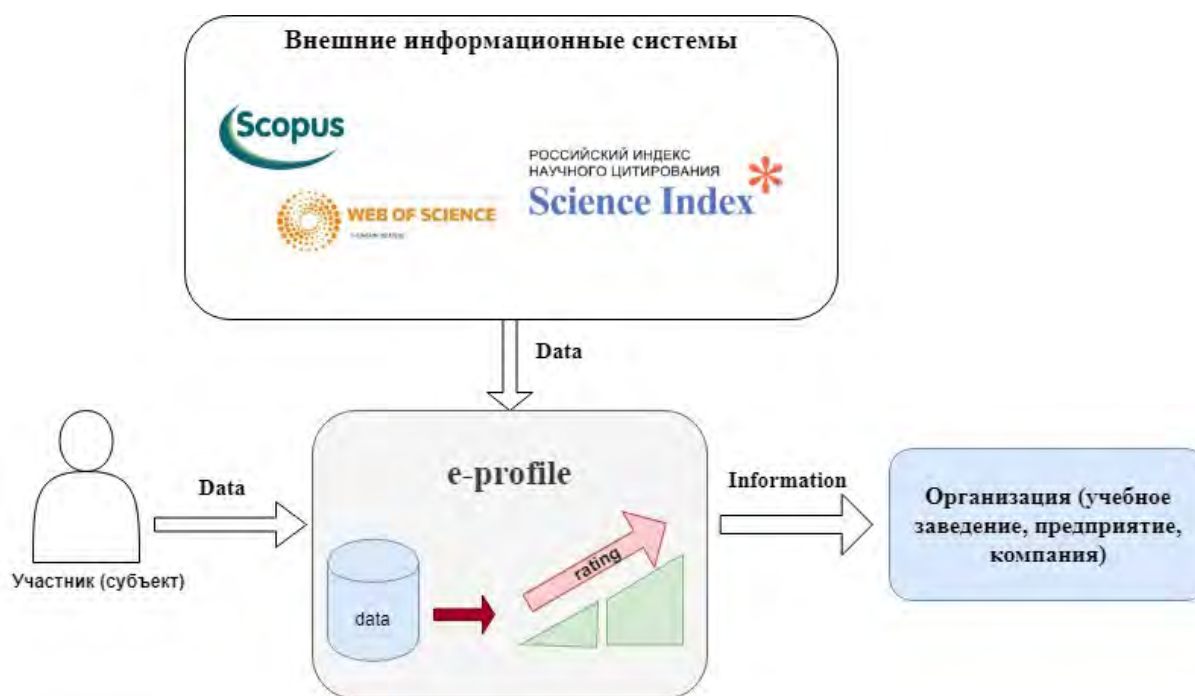 Внешние информационные системы
Scopus
РОССИЙСКИЙ ИНДЕКС
НАУЧНОГО ЦИТИРОВАНИЯ
Science Index
WEB OF SCIENCE
Data
e-profile
Data
Information
rating
data
Участник (субъект)
Организация (учебное
заведение, предприятие,
компания)